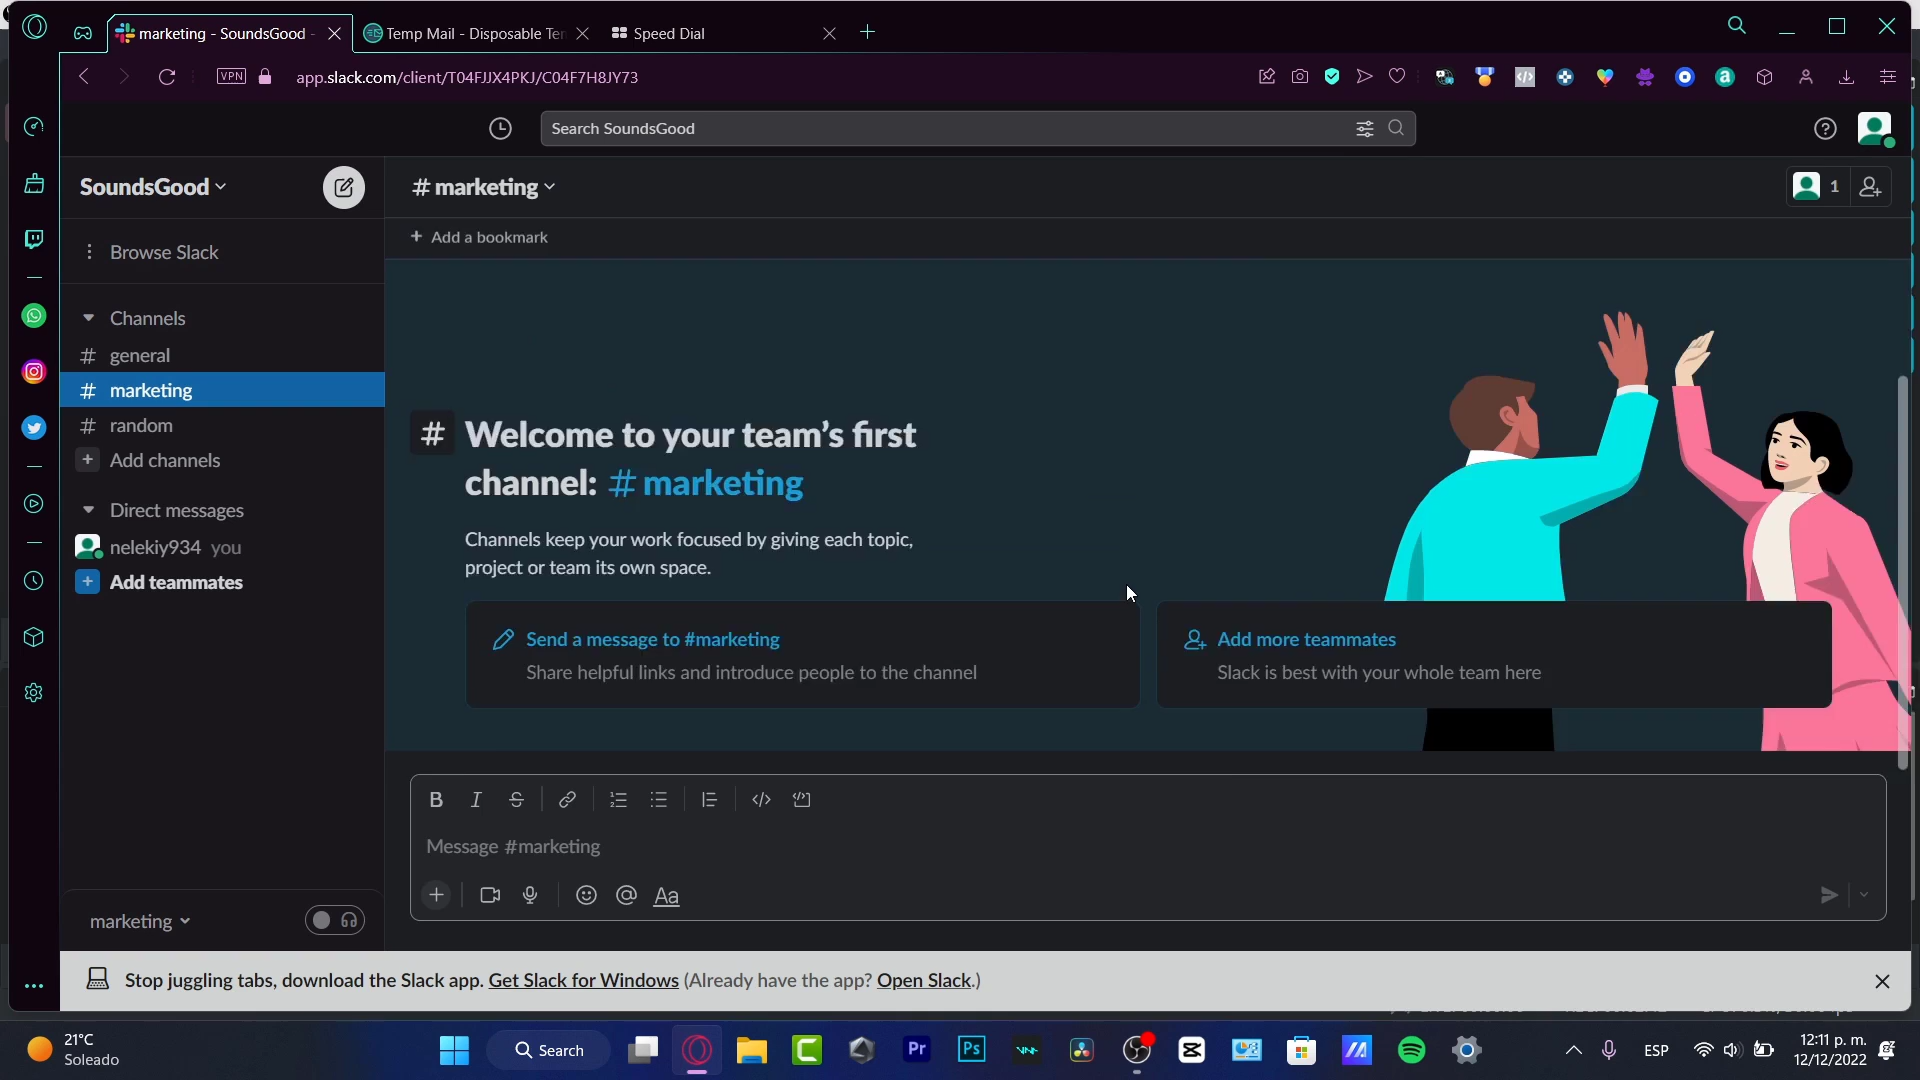 marketing - SoundsGood -
Temp Mail - Disposable Ten
Speed Dial
VPN
app.slack.com/client/T04FJJX4PKJ/C04F7H8JY73
Search SoundsGood
SoundsGood
# marketing
1
+ Add a bookmark
Browse Slack
Channels
# general
# marketing
# random
+ Add channels
Direct messages
nelekiy934 you
+ Add teammates
# Welcome to your team's first
channel: # marketing
Channels keep your work focused by giving each topic,
project or team its own space.
Send a message to #marketing
Share helpful links and introduce people to the channel
Add more teammates
Slack is best with your whole team here
B I S
Message #marketing
@ Aa
marketing
Stop juggling tabs, download the Slack app. Get Slack for Windows (Already have the app? Open Slack.)
21°C
Soleado
Search
Pr
Ps
ESP
12:11 p. m.
12/12/2022